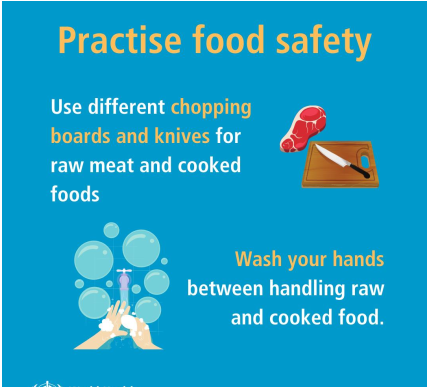 Practise food safety
Use different chopping
boards and knives for
raw meat and cooked
foods
Wash your hands
between handling raw
and cooked food.